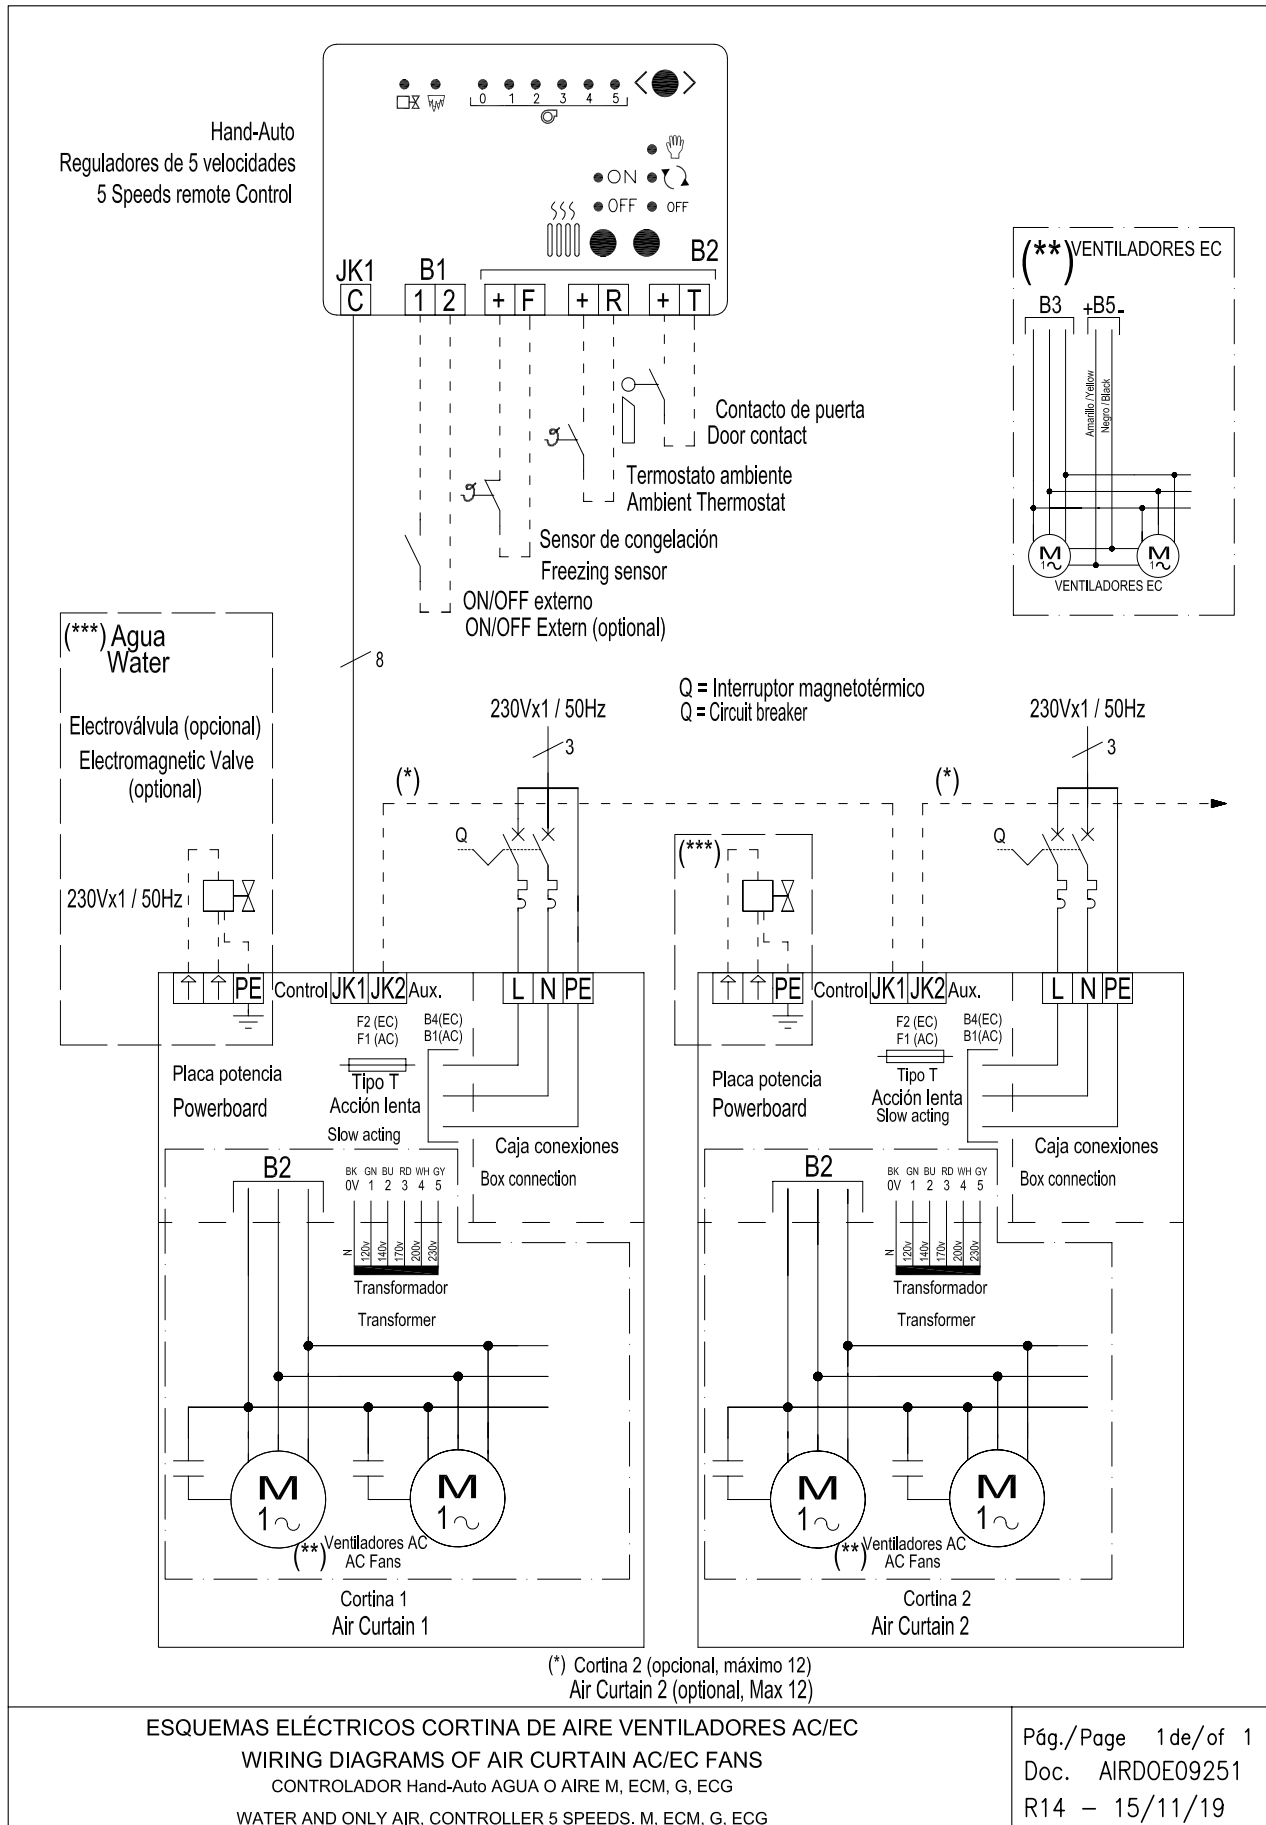 0 1 2 3 4 5
Hand-Auto
Reguladores de 5 velocidades
5 Speeds remote Control
ON
OFF
OFF
JK1
B1
B2
C
1 2
+ F
+ R
+ T
(**) VENTILADORES EC
B3
+B5-
Amarillo / Yellow
Negro / Black
M
1~
M
1~
VENTILADORES EC
Contacto de puerta
Door contact
Termostato ambiente
Ambient Thermostat
Sensor de congelación
Freezing sensor
ON/OFF externo
ON/OFF Extern (optional)
(***) Agua
Water
Electroválvula (opcional)
Electromagnetic Valve
(optional)
230Vx1 / 50Hz
8
Q = Interruptor magnetotérmico
Q = Circuit breaker
230Vx1 / 50Hz
3
(*)
Q
230Vx1 / 50Hz
3
(*)
Q
(***)
PE
Control
JK1
JK2
Aux.
L
N
PE
F2 (EC)
F1 (AC)
B4(EC)
B1(AC)
Tipo T
Acción lenta
Slow acting
Placa potencia
Powerboard
Caja conexiones
Box connection
B2
BK GN BU RD WH GY
0V 1 2 3 4 5
N 120v 140v 170v 200v 230v
Transformador
Transformer
M
1~
M
1~
(**) Ventiladores AC
AC Fans
Cortina 1
Air Curtain 1
PE
Control
JK1
JK2
Aux.
L
N
PE
F2 (EC)
F1 (AC)
B4(EC)
B1(AC)
Tipo T
Acción lenta
Slow acting
Placa potencia
Powerboard
Caja conexiones
Box connection
B2
BK GN BU RD WH GY
0V 1 2 3 4 5
N 120v 140v 170v 200v 230v
Transformador
Transformer
M
1~
M
1~
(**) Ventiladores AC
AC Fans
Cortina 2
Air Curtain 2
(*) Cortina 2 (opcional, máximo 12)
Air Curtain 2 (optional, Max 12)
ESQUEMAS ELÉCTRICOS CORTINA DE AIRE VENTILADORES AC/EC
WIRING DIAGRAMS OF AIR CURTAIN AC/EC FANS
CONTROLADOR Hand-Auto AGUA O AIRE M, ECM, G, ECG
WATER AND ONLY AIR, CONTROLLER 5 SPEEDS. M, ECM, G, ECG
Pág./Page 1de/of 1
Doc. AIRDOE09251
R14 – 15/11/19